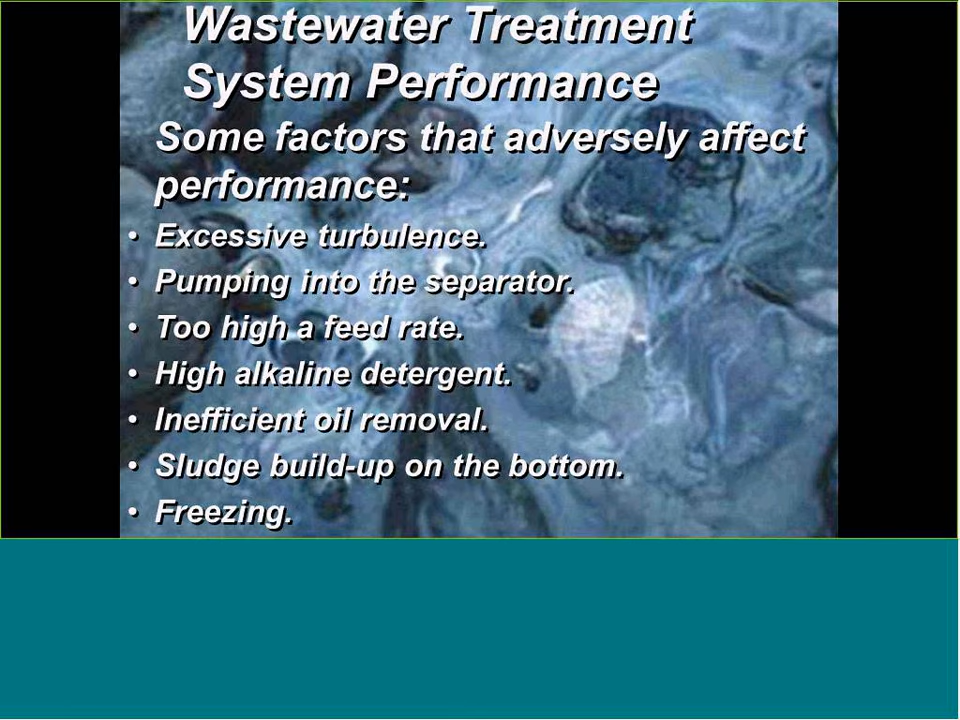 Wastewater Treatment
System Performance
Some factors that adversely affect
performance:
• Excessive turbulence.
• Pumping into the separator.
• Too high a feed rate.
• High alkaline detergent.
• Inefficient oil removal.
• Sludge build-up on the bottom.
• Freezing.